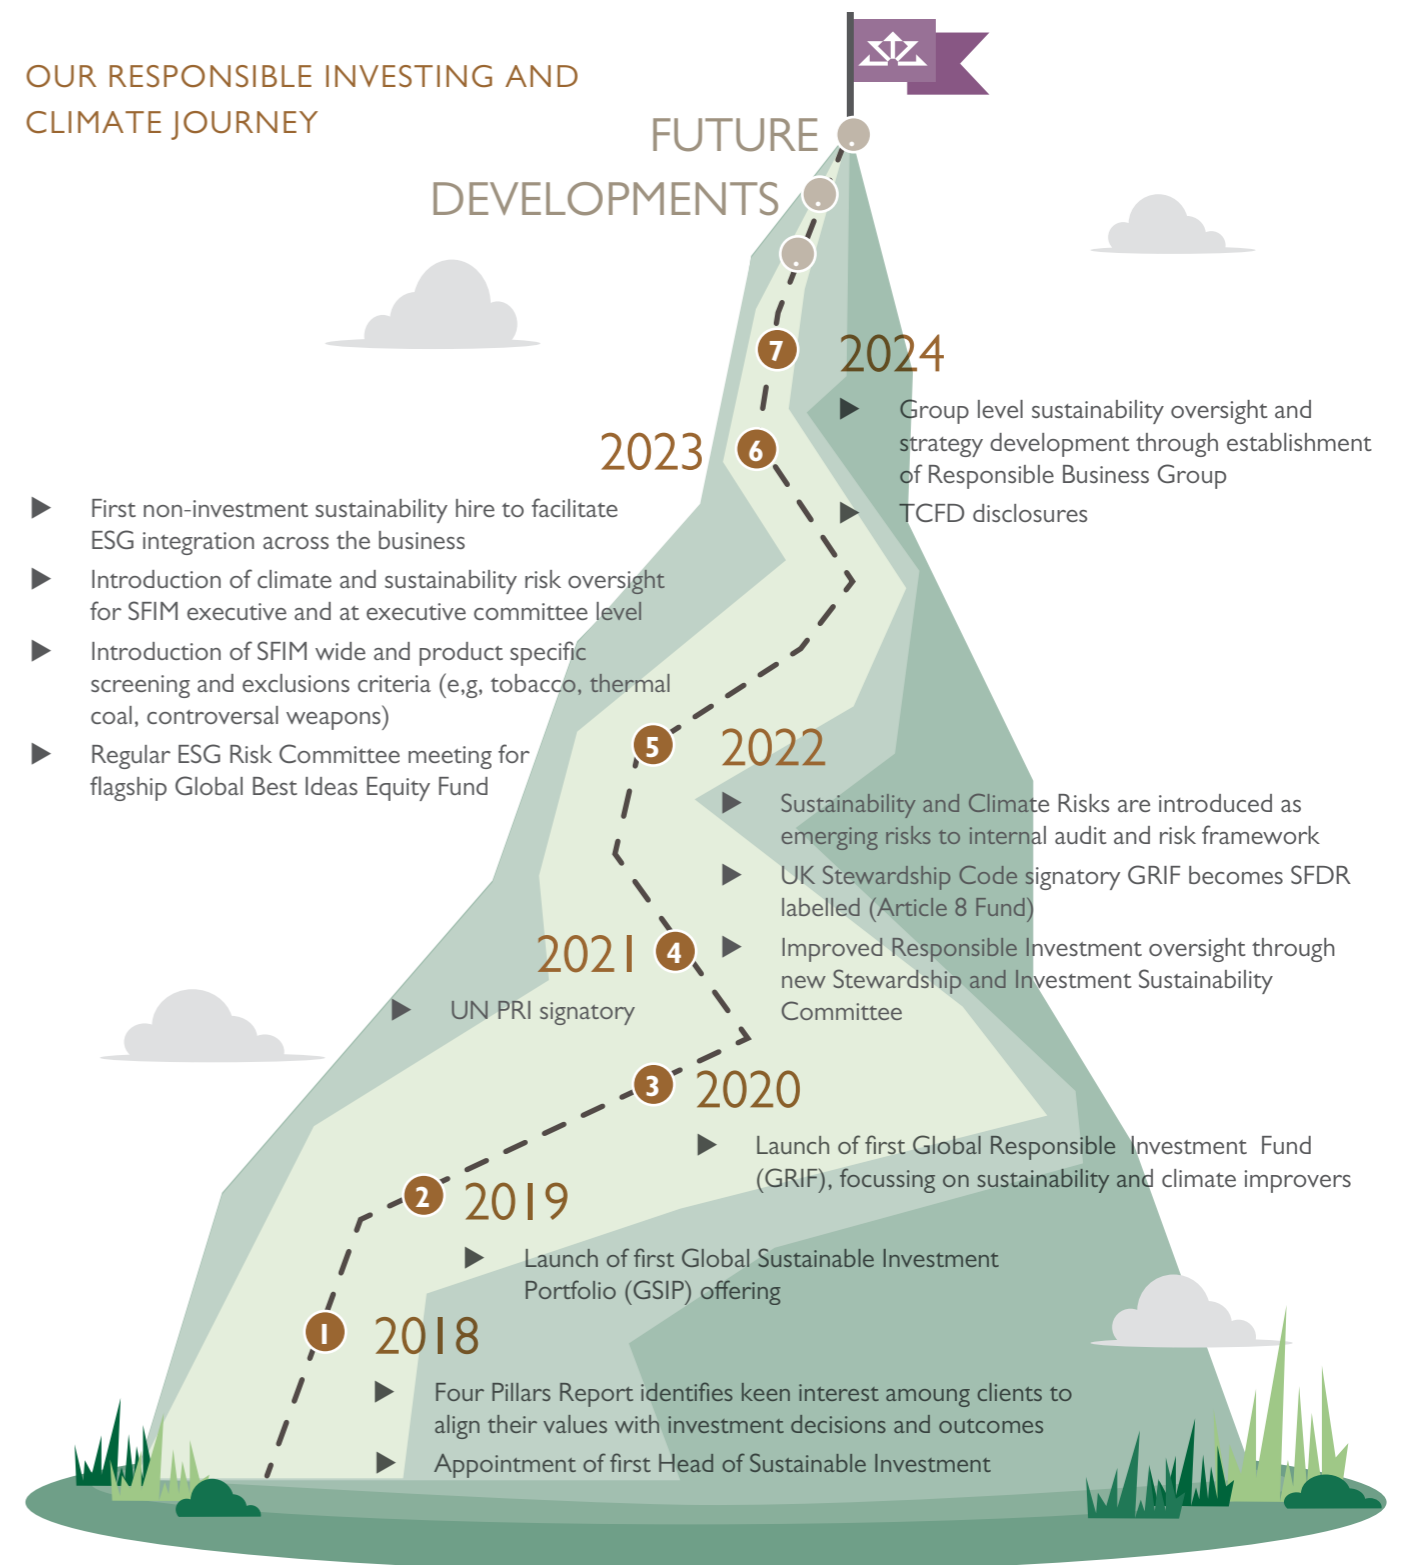 OUR RESPONSIBLE INVESTING AND
CLIMATE JOURNEY
FUTURE
DEVELOPMENTS
7
2024
Group level sustainability oversight and
strategy development through establishment
of Responsible Business Group
TCFD disclosures
2023
6
First non-investment sustainability hire to facilitate
ESG integration across the business
Introduction of climate and sustainability risk oversight
for SFIM executive and at executive committee level
Introduction of SFIM wide and product specific
screening and exclusions criteria (e,g, tobacco, thermal
coal, controversal weapons)
Regular ESG Risk Committee meeting for
flagship Global Best Ideas Equity Fund
5
2022
Sustainability and Climate Risks are introduced as
emerging risks to internal audit and risk framework
UK Stewardship Code signatory GRIF becomes SFDR
labelled (Article 8 Fund)
Improved Responsible Investment oversight through
new Stewardship and Investment Sustainability
Committee
2021
4
UN PRI signatory
3
2020
Launch of first Global Responsible Investment Fund
(GRIF), focussing on sustainability and climate improvers
2
2019
Launch of first Global Sustainable Investment
Portfolio (GSIP) offering
1
2018
Four Pillars Report identifies keen interest amoung clients to
align their values with investment decisions and outcomes
Appointment of first Head of Sustainable Investment